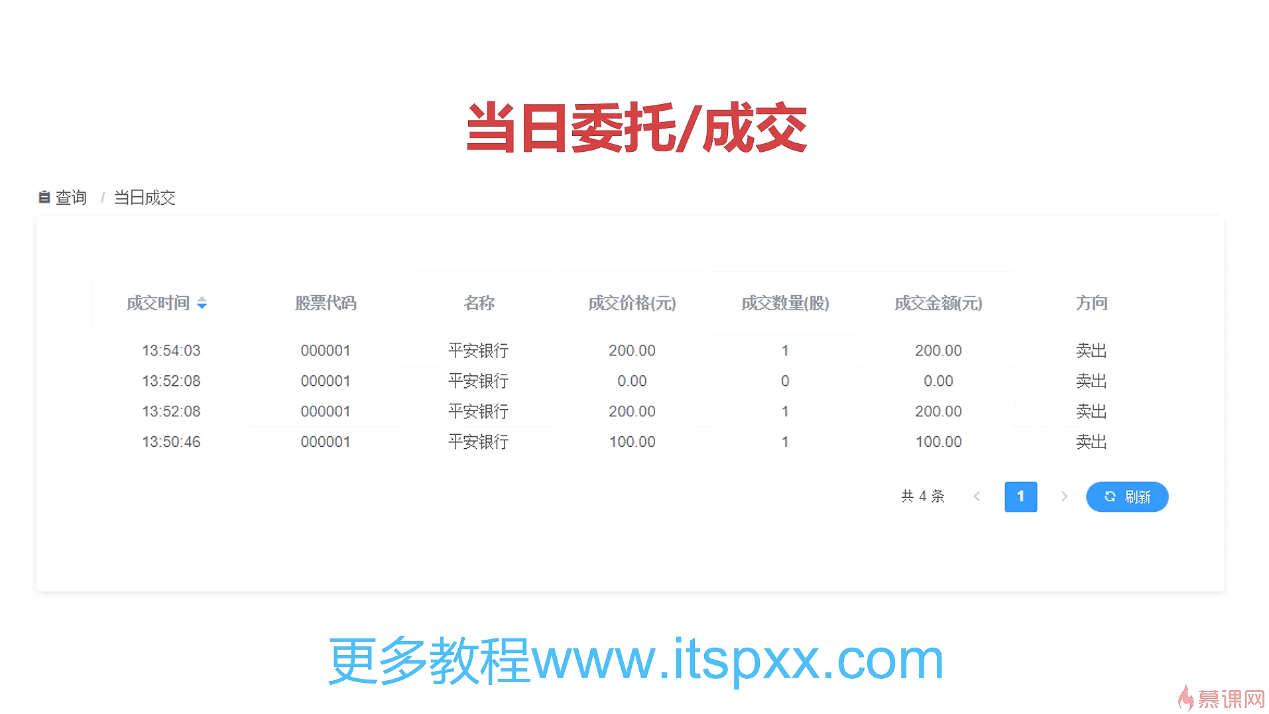 当日委托/成交
查询 / 当日成交
成交时间 股票代码 名称 成交价格(元) 成交数量(股) 成交金额(元) 方向
13:54:03 000001 平安银行 200.00 1 200.00 卖出
13:52:08 000001 平安银行 0.00 0 0.00 卖出
13:52:08 000001 平安银行 200.00 1 200.00 卖出
13:50:46 000001 平安银行 100.00 1 100.00 卖出
共 4 条 1 刷新
更多教程www.itspxx.com
慕课网